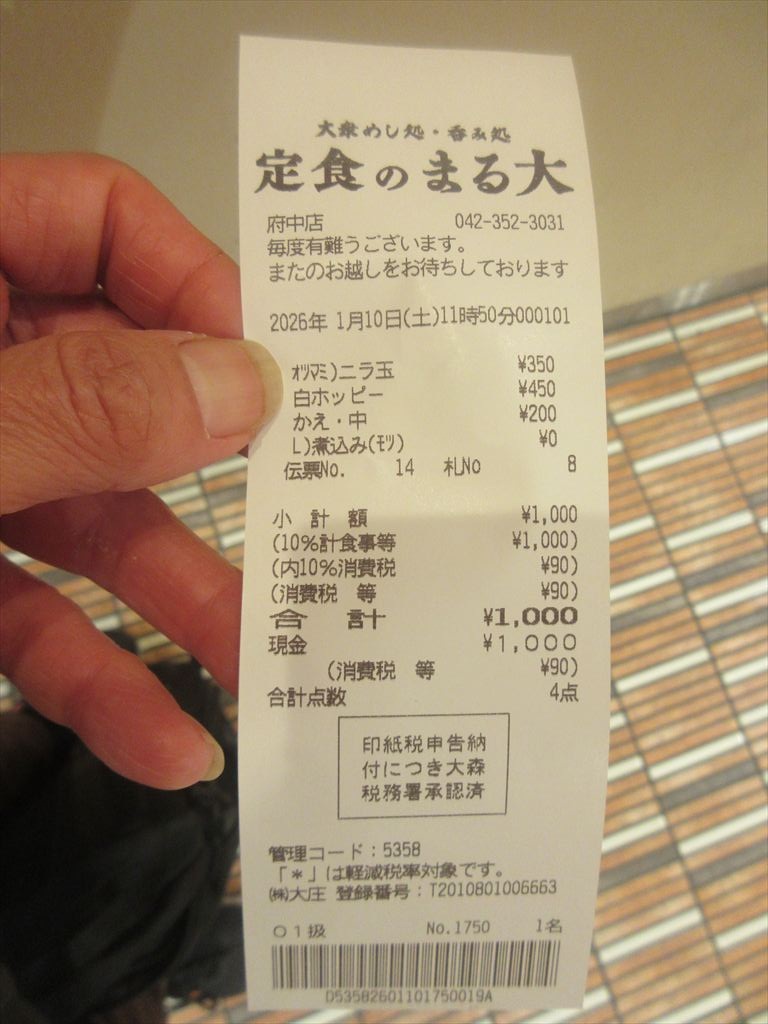 大衆めし処・呑み処
定食のまる大
府中店 042-352-3031
毎度有難うございます。
またのお越しをお待ちしております
2026年 1月10日(土)11時50分000101
ｵﾂﾏﾐ)ニラ玉 ¥350
白ホッピー ¥450
かえ・中 ¥200
L)煮込み(ﾓﾂ) ¥0
伝票No. 14 札No 8
小 計 額 ¥1,000
(10%計食事等 ¥1,000)
(内10%消費税 ¥90)
(消費税 等 ¥90)
合 計 ¥1,000
現金 ¥1,000
(消費税 等 ¥90)
合計点数 4点
印紙税申告納
付につき大森
税務署承認済
管理コード：5358
「*」は軽減税率対象です。
㈱大庄 登録番号：T2010801006663
01扱 No.1750 1名
D53582601101750019A